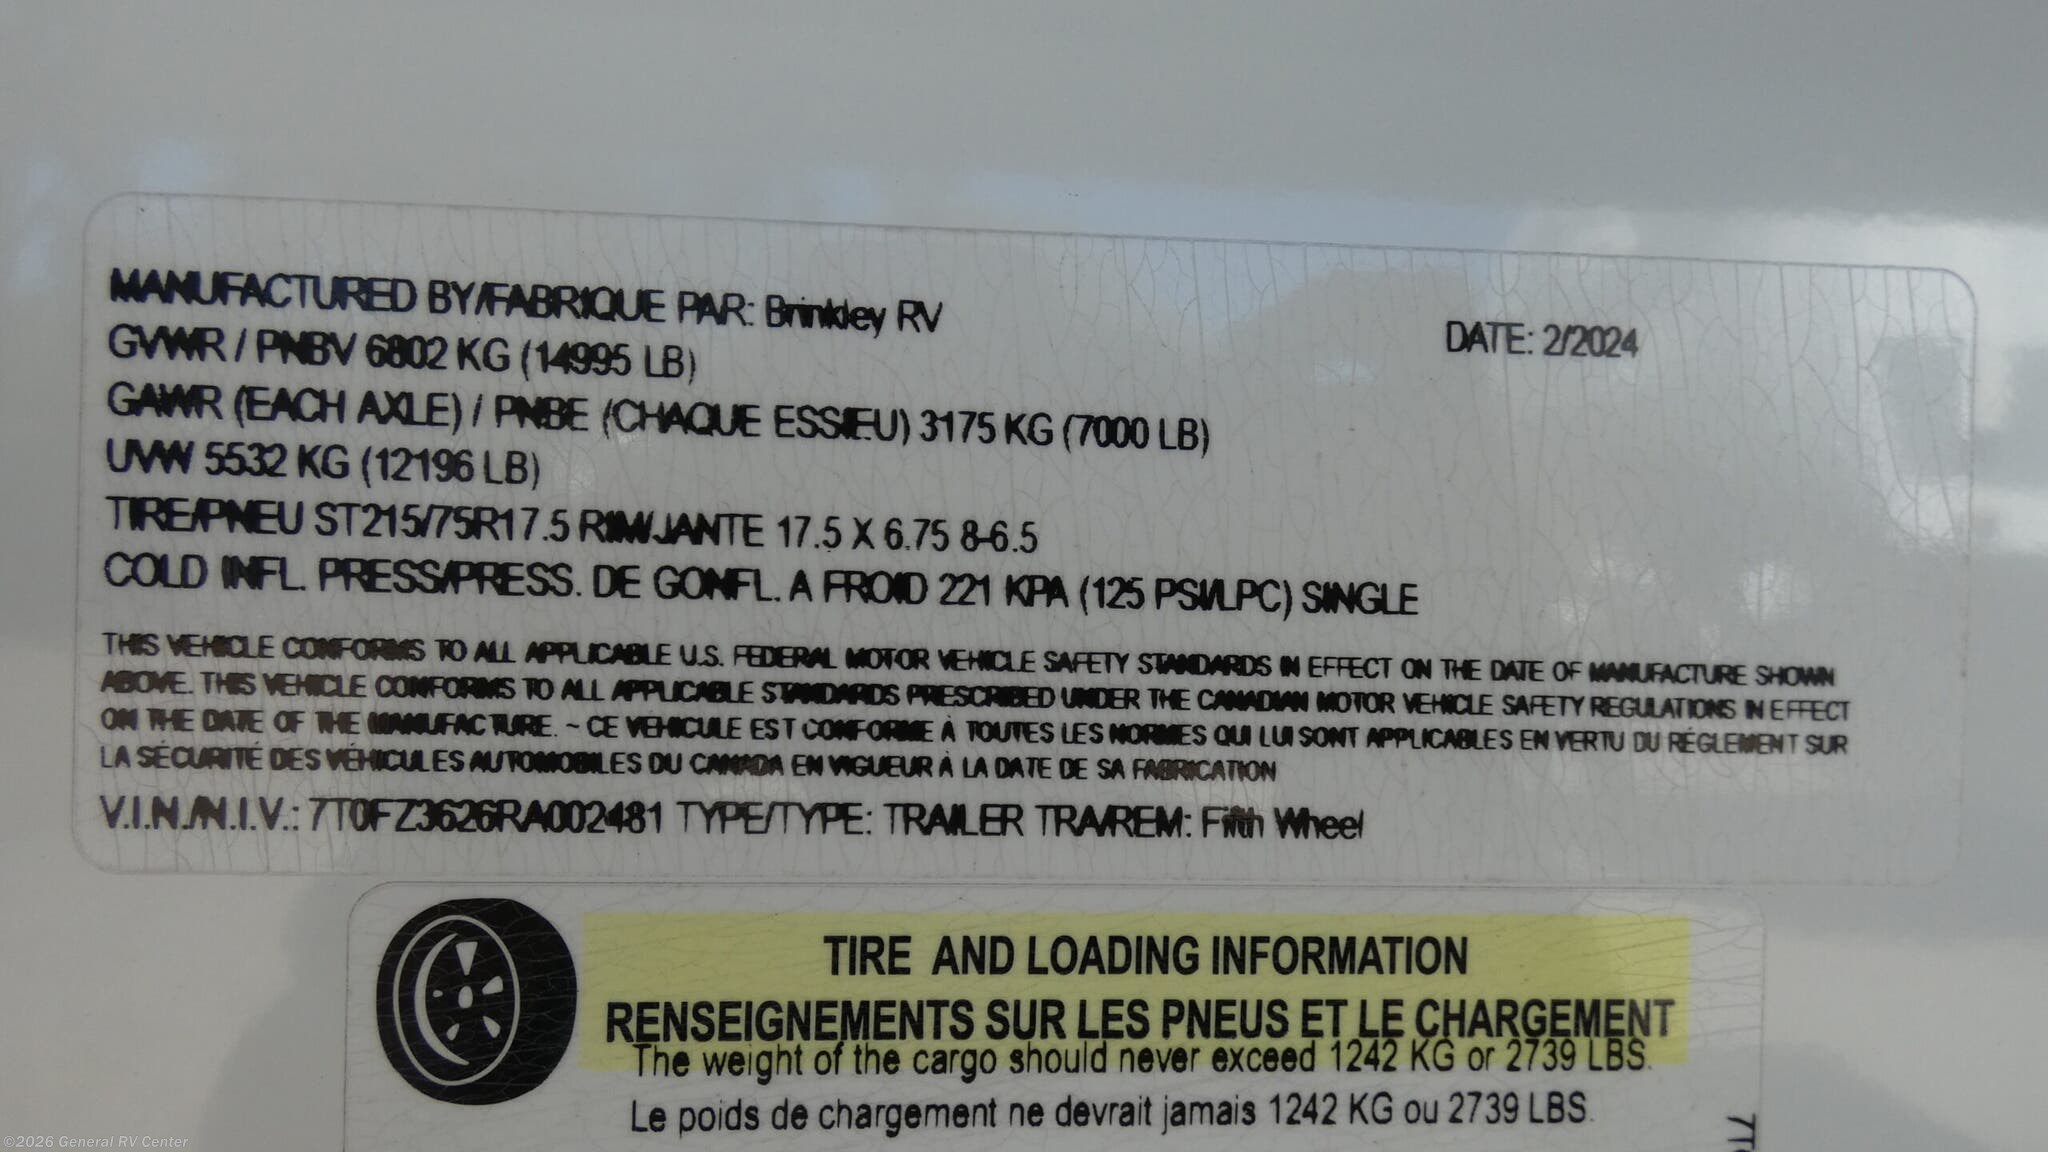 MANUFACTURED BY/FABRIQUE PAR: Brinkley RV
DATE: 2/2024
GVWR / PNBV 6802 KG (14995 LB)
GAWR (EACH AXLE) / PNBE (CHAQUE ESSIEU) 3175 KG (7000 LB)
UVW 5532 KG (12196 LB)
TIRE/PNEU ST215/75R17.5 RIM/JANTE 17.5 X 6.75 8-6.5
COLD INFL. PRESS/PRESS. DE GONFL. A FROID 221 KPA (125 PSI/LPC) SINGLE
THIS VEHICLE CONFORMS TO ALL APPLICABLE U.S. FEDERAL MOTOR VEHICLE SAFETY STANDARDS IN EFFECT ON THE DATE OF MANUFACTURE SHOWN
ABOVE. THIS VEHICLE CONFORMS TO ALL APPLICABLE STANDARDS PRESCRIBED UNDER THE CANADIAN MOTOR VEHICLE SAFETY REGULATIONS IN EFFECT
ON THE DATE OF THE MANUFACTURE. ~ CE VÉHICULE EST CONFORME À TOUTES LES NORMES QUI LUI SONT APPLICABLES EN VERTU DU RÉGLEMENT SUR
LA SÉCURITÉ DES VÉHICULES AUTOMOBILES DU CANADA EN VIGUEUR À LA DATE DE SA FABRICATION
V.I.N./N.I.V.: 7T0FZ3626RA002481 TYPE/TYPE: TRAILER TRA/REM: Fifth Wheel
TIRE AND LOADING INFORMATION
RENSEIGNEMENTS SUR LES PNEUS ET LE CHARGEMENT
The weight of the cargo should never exceed 1242 KG or 2739 LBS.
Le poids de chargement ne devrait jamais 1242 KG ou 2739 LBS.
©2026 General RV Center